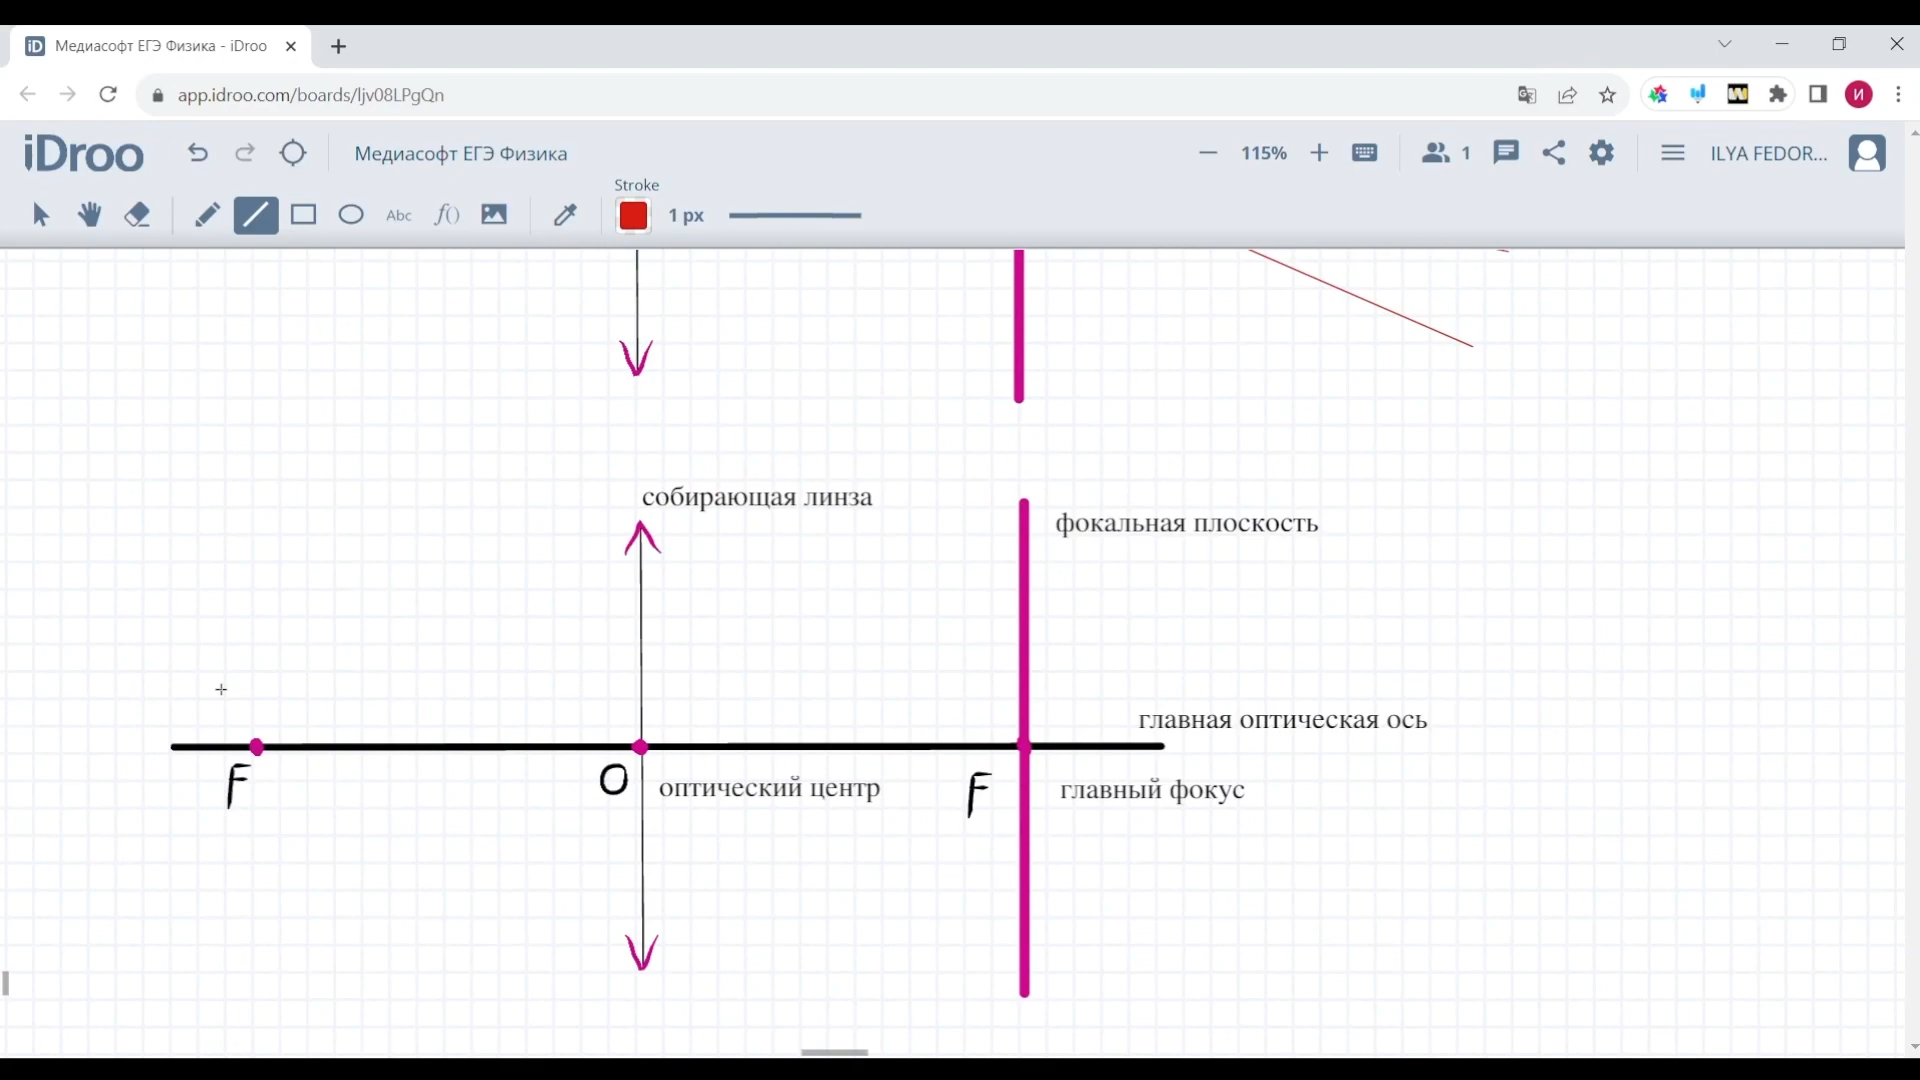 Медиасофт ЕГЭ Физика - iDroo
app.idroo.com/boards/ljv08LPgQn
И
iDroo
Медиасофт ЕГЭ Физика
115%
1
ILYA FEDOR...
Stroke
Abc
f()
1 px
собирающая линза
фокальная плоскость
главная оптическая ось
F
O
оптический центр
F
главный фокус